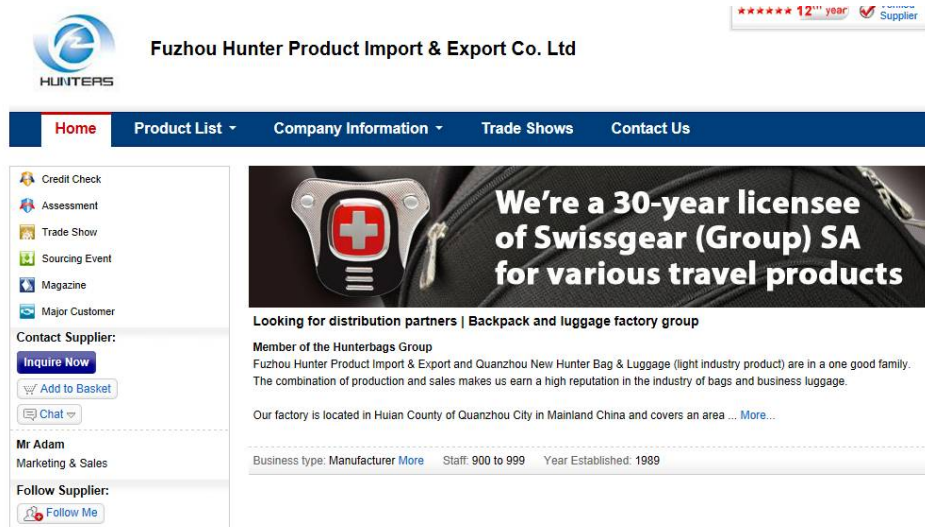 ★★★★★★ 12th year
Supplier
HUNTERS
Fuzhou Hunter Product Import & Export Co. Ltd
Home Product List Company Information Trade Shows Contact Us
Credit Check
Assessment
Trade Show
Sourcing Event
Magazine
Major Customer
Contact Supplier:
Inquire Now
Add to Basket
Chat
Mr Adam
Marketing & Sales
Follow Supplier:
Follow Me
We're a 30-year licensee
of Swissgear (Group) SA
for various travel products
Looking for distribution partners | Backpack and luggage factory group
Member of the Hunterbags Group
Fuzhou Hunter Product Import & Export and Quanzhou New Hunter Bag & Luggage (light industry product) are in a one good family.
The combination of production and sales makes us earn a high reputation in the industry of bags and business luggage.
Our factory is located in Huian County of Quanzhou City in Mainland China and covers an area ... More...
Business type: Manufacturer More Staff: 900 to 999 Year Established: 1989